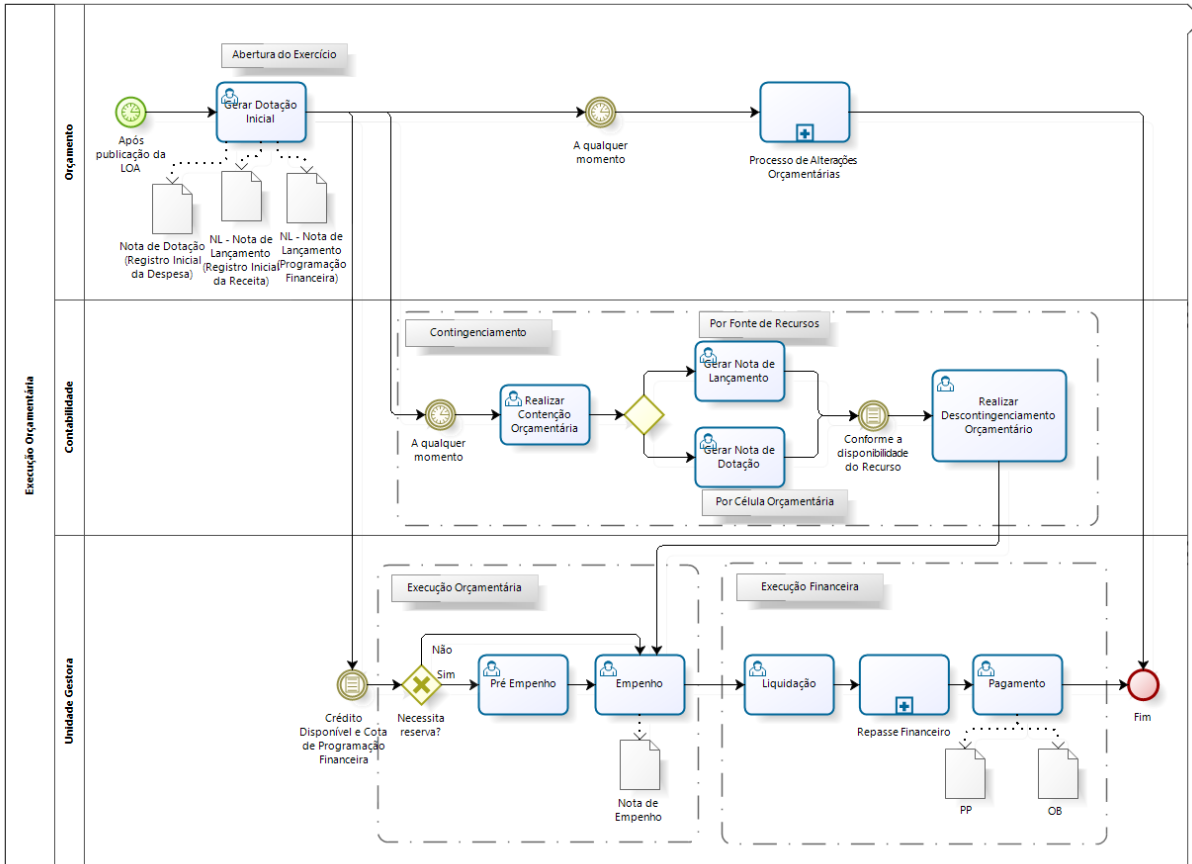 Execução Orçamentária
Orçamento
Abertura do Exercício
Gerar Dotação
Inicial
Após
publicação da
LOA
A qualquer
momento
Processo de Alterações
Orçamentárias
Nota de Dotação
(Registro Inicial
da Despesa)
NL - Nota de
Lançamento
(Registro Inicial
da Receita)
NL - Nota de
Lançamento
(Programação
Financeira)
Contabilidade
Contingenciamento
Por Fonte de Recursos
Gerar Nota de
Lançamento
A qualquer
momento
Realizar
Contenção
Orçamentária
Gerar Nota de
Dotação
Por Célula Orçamentária
Conforme a
disponibilidade
do Recurso
Realizar
Descontingenciamento
Orçamentário
Unidade Gestora
Execução Orçamentária
Execução Financeira
Não
Sim
Crédito
Disponível e Cota
de Programação
Financeira
Necessita
reserva?
Pré Empenho
Empenho
Nota de
Empenho
Liquidação
Repasse Financeiro
Pagamento
PP
OB
Fim